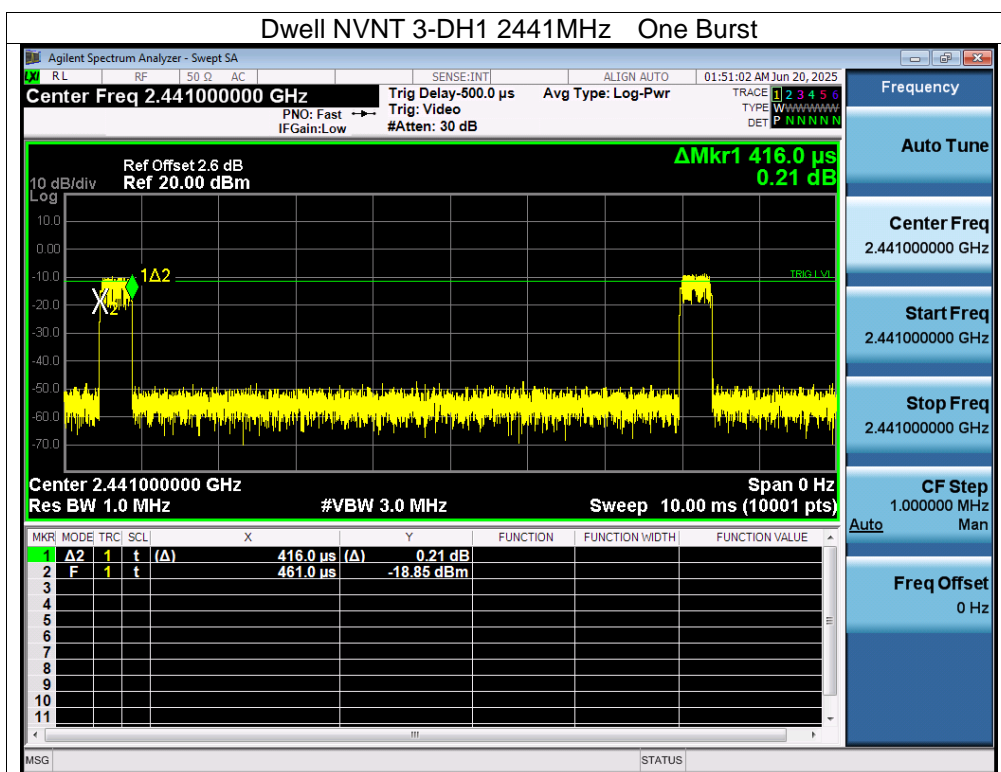 Dwell NVNT 3-DH1 2441MHz One Burst
Agilent Spectrum Analyzer - Swept SA
LXI RL RF 50 Ω AC SENSE:INT ALIGN AUTO 01:51:02 AM Jun 20, 2025
Center Freq 2.441000000 GHz
PNO: Fast
IFGain:Low
Trig Delay-500.0 µs
Trig: Video
#Atten: 30 dB
Avg Type: Log-Pwr
TRACE 1 2 3 4 5 6
TYPE WWWWWW
DET P N N N N N
Frequency
ΔMkr1 416.0 µs
0.21 dB
Ref Offset 2.6 dB
10 dB/div Ref 20.00 dBm
Log
10.0
0.00
-10.0
-20.0
-30.0
-40.0
-50.0
-60.0
-70.0
1Δ2
2
TRIG LVL
Center 2.441000000 GHz Span 0 Hz
Res BW 1.0 MHz #VBW 3.0 MHz Sweep 10.00 ms (10001 pts)
MKR MODE TRC SCL X Y FUNCTION FUNCTION WIDTH FUNCTION VALUE
1 Δ2 1 t (Δ) 416.0 µs (Δ) 0.21 dB
2 F 1 t 461.0 µs -18.85 dBm
3
4
5
6
7
8
9
10
11
MSG STATUS
Auto Tune
Center Freq
2.441000000 GHz
Start Freq
2.441000000 GHz
Stop Freq
2.441000000 GHz
CF Step
1.000000 MHz
Auto Man
Freq Offset
0 Hz